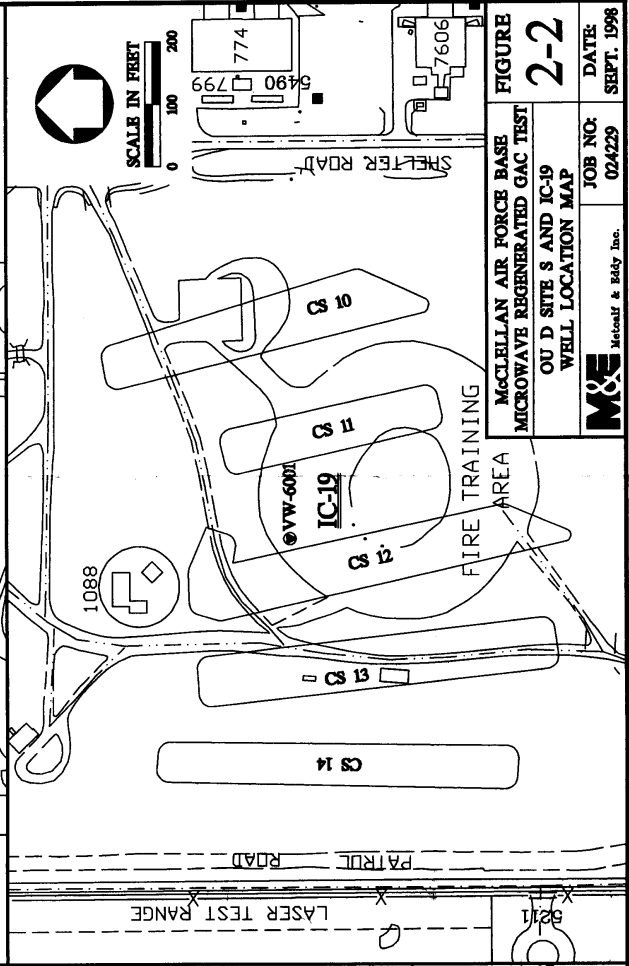 SCALE IN FEET
0 100 200
774
799
5490
7606
SHELTER ROAD
CS 10
CS 11
VW-6001
IC-19
CS 12
FIRE TRAINING
AREA
1088
CS 13
CS 14
PATROL ROAD
LASER TEST RANGE
5211
McCLELLAN AIR FORCE BASE
MICROWAVE REGENERATED GAC TEST
OU D SITE S AND IC-19
WELL LOCATION MAP
FIGURE
2-2
M&E Metcalf & Eddy Inc.
JOB NO:
024229
DATE:
SEPT. 1998